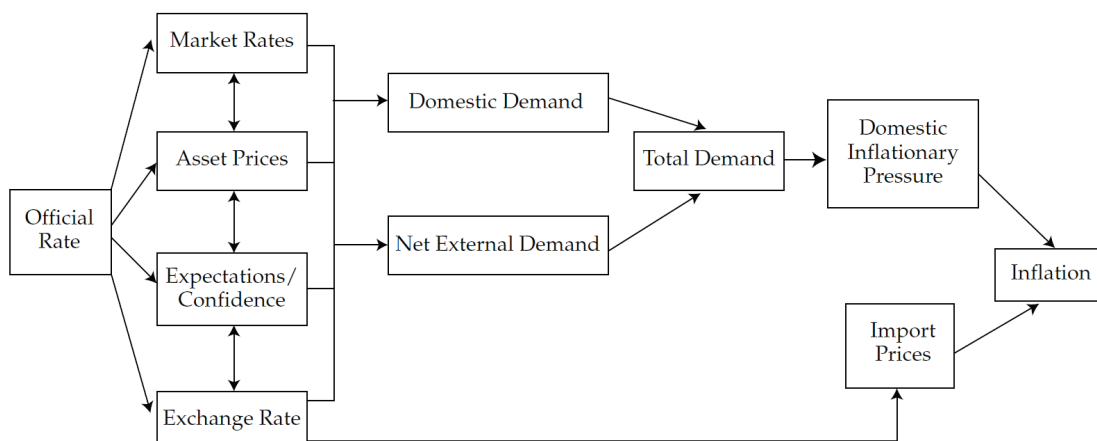 Market Rates
Asset Prices
Official
Rate
Expectations/
Confidence
Exchange Rate
Domestic Demand
Net External Demand
Total Demand
Domestic
Inflationary
Pressure
Import
Prices
Inflation